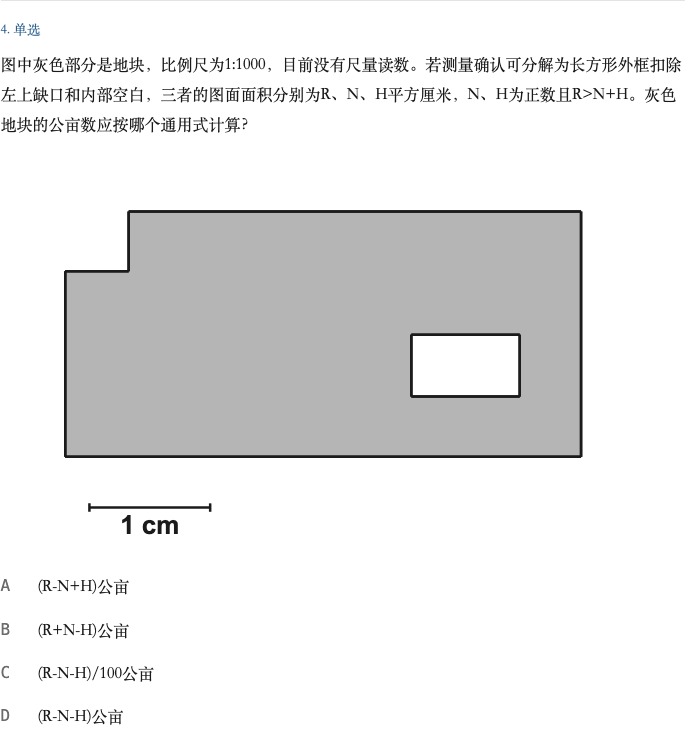 4. 单选
图中灰色部分是地块，比例尺为1:1000，目前没有尺量读数。若测量确认可分解为长方形外框扣除
左上缺口和内部空白，三者的图面面积分别为R、N、H平方厘米，N、H为正数且R>N+H。灰色
地块的公亩数应按哪个通用式计算？
1 cm
A (R-N+H)公亩
B (R+N-H)公亩
C (R-N-H)/100公亩
D (R-N-H)公亩